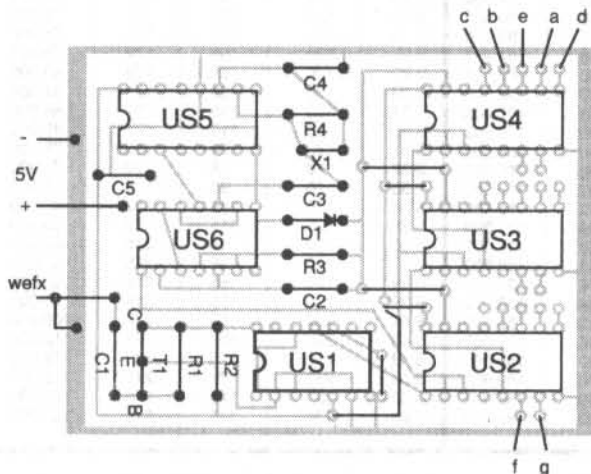 c b e a d
C4
US5
R4
US4
X1
-
5V
C5
C3
+
US6
D1
US3
R3
wefx
C2
C
C1
E
T1
R1
R2
B
US1
US2
f g